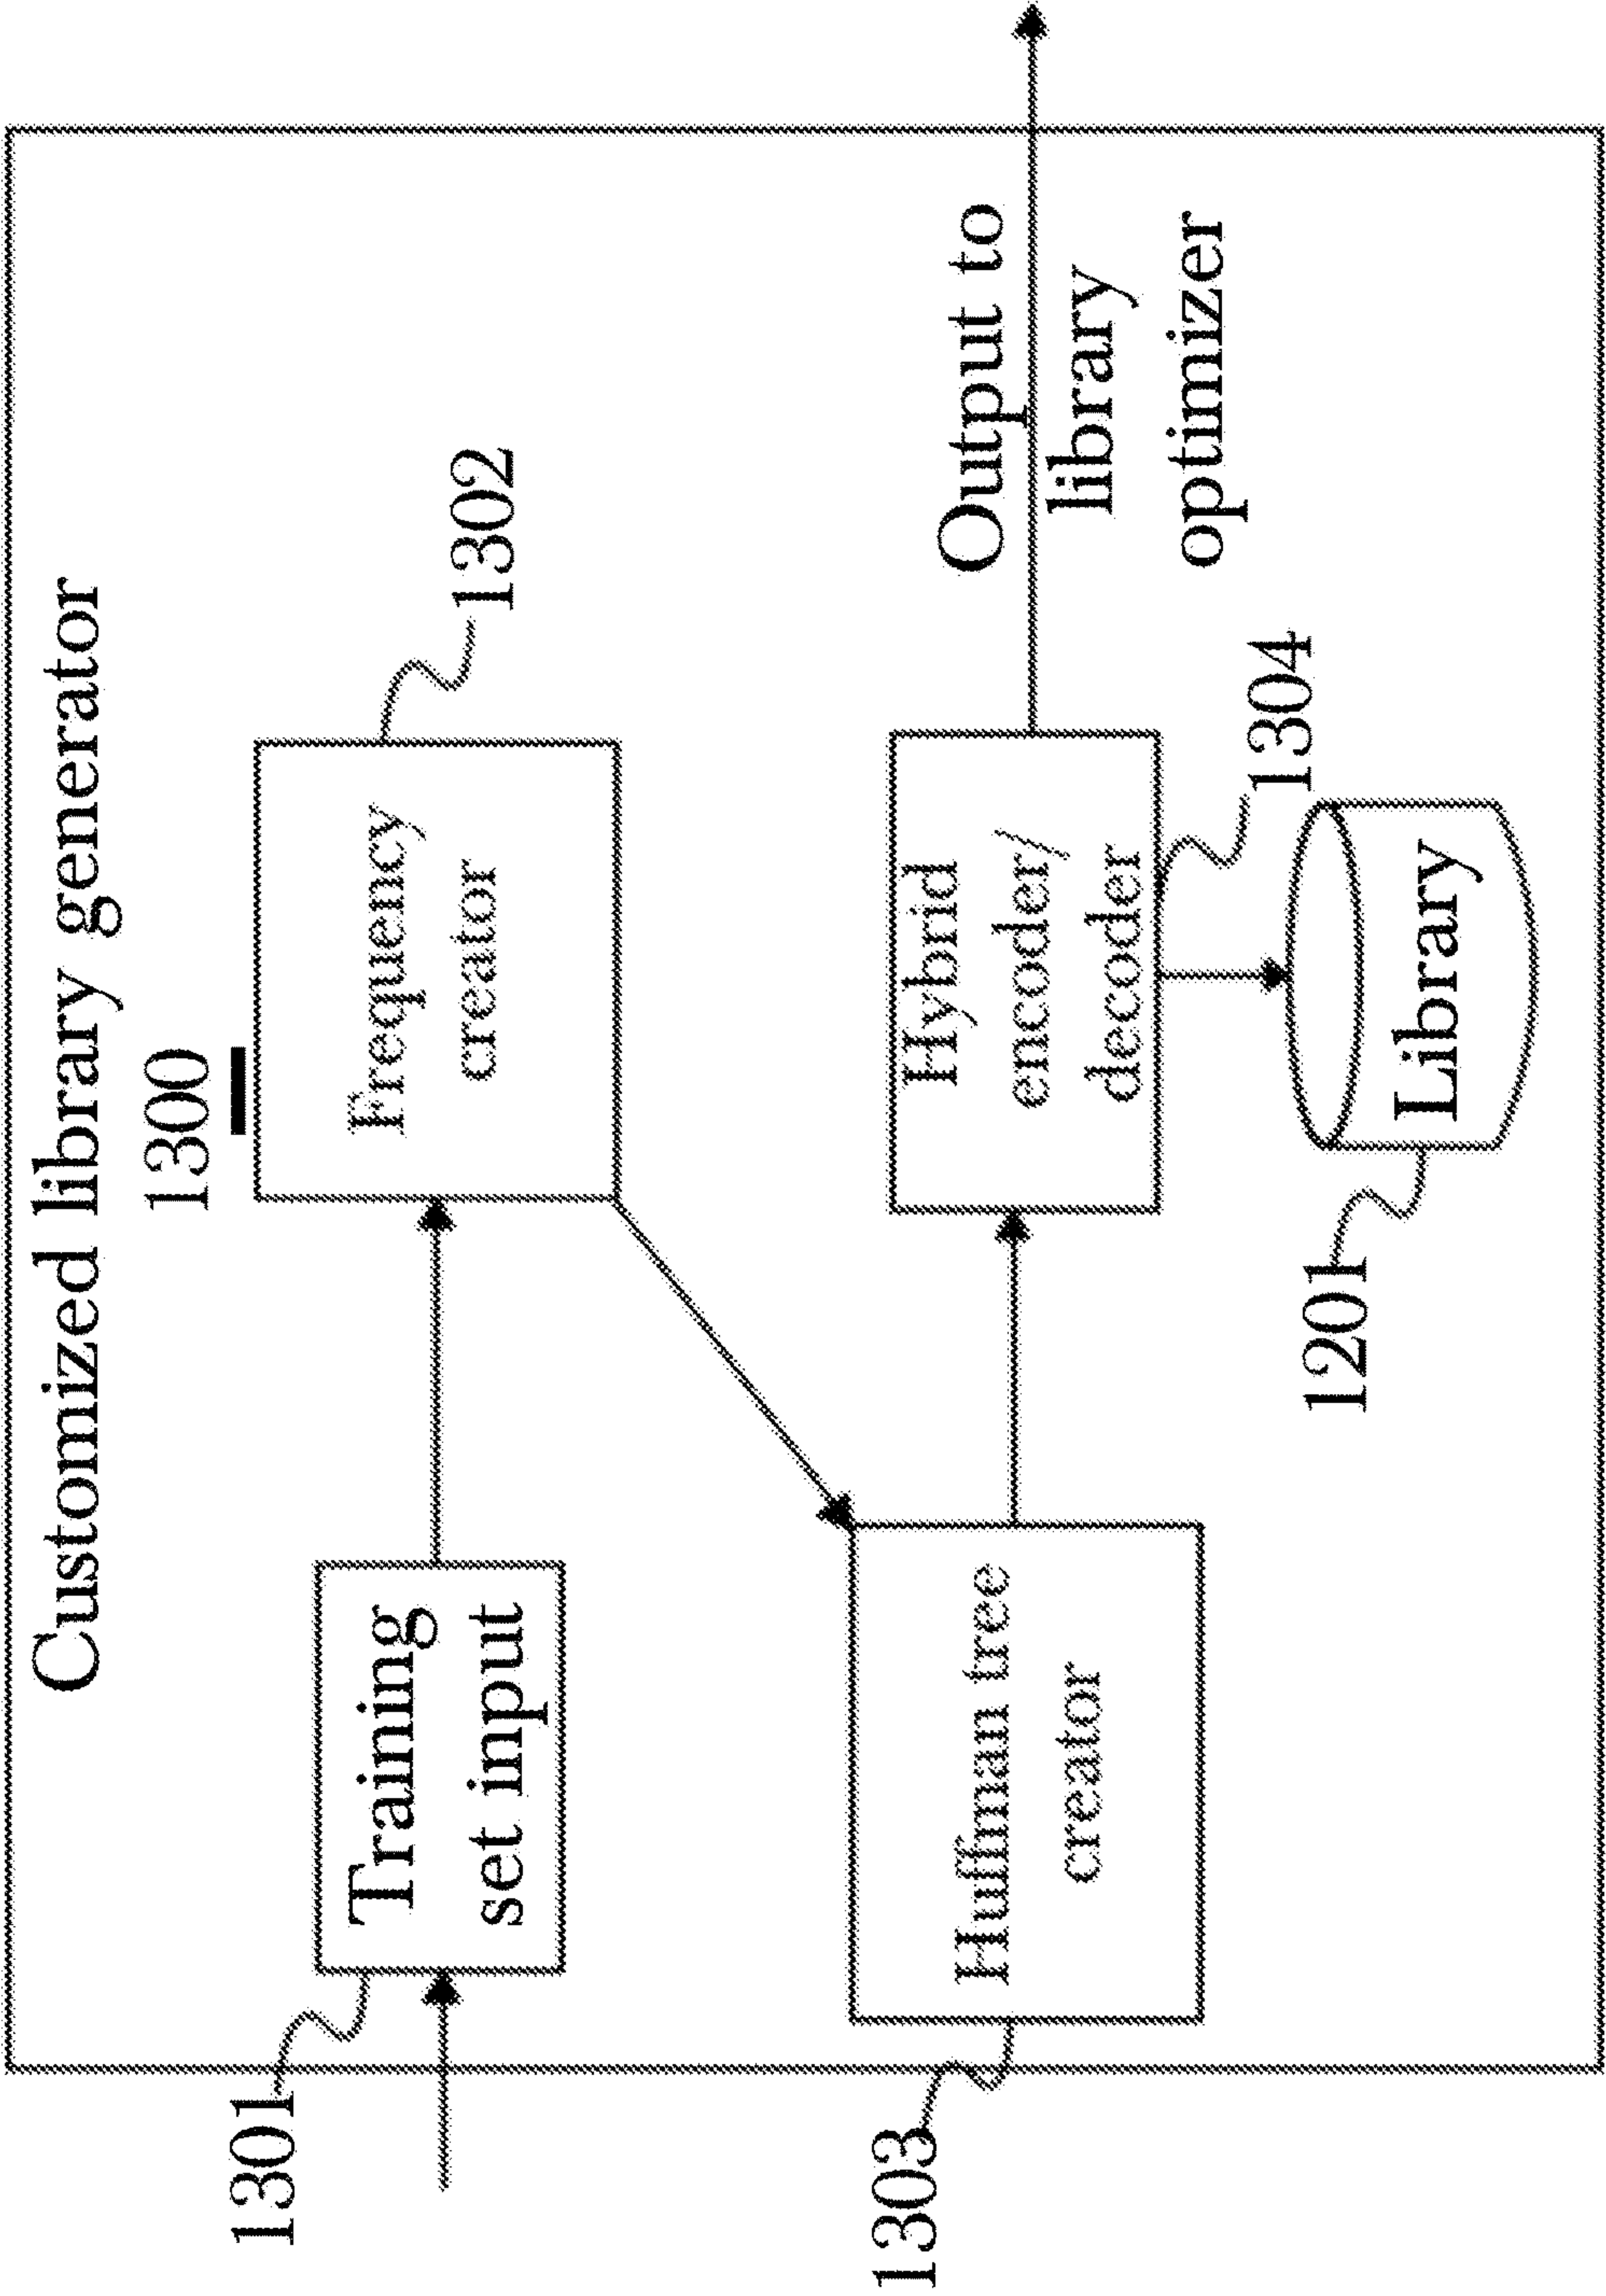 Customized library generator
1300
1301
Training
set input
Frequency
creator
1302
1303
Huffman tree
creator
Hybrid
encoder/
decoder
1304
Output to
library
optimizer
1201
Library